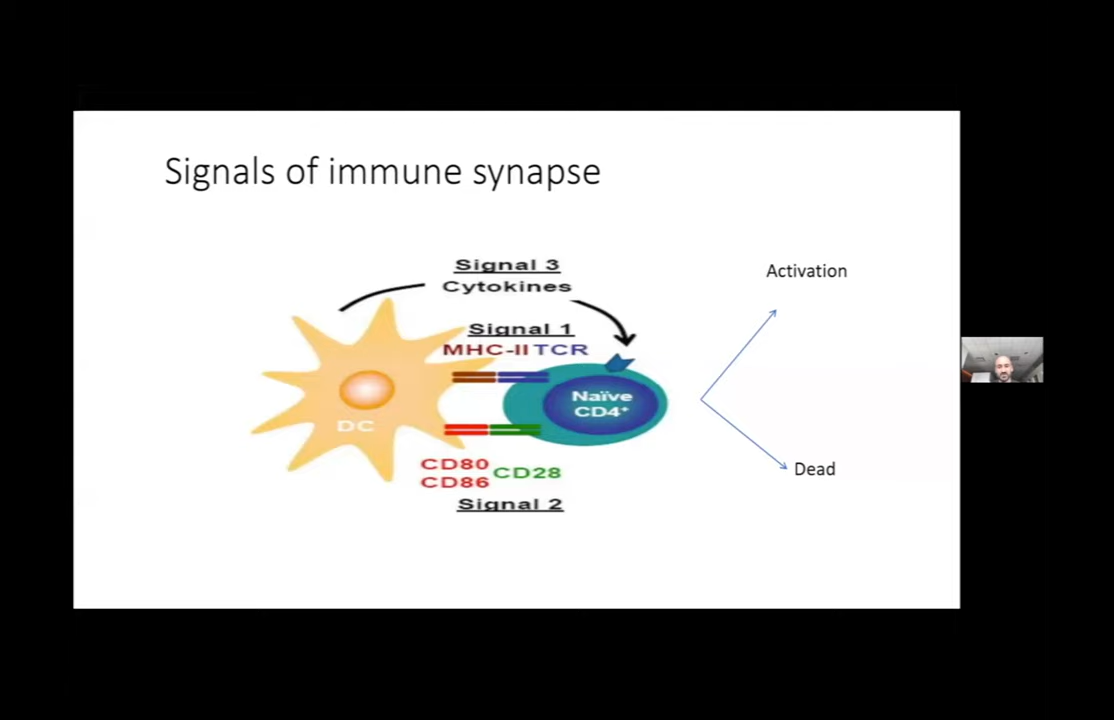 Signals of immune synapse
Signal 3
Cytokines
Signal 1
MHC-II TCR
Naïve
CD4⁺
DC
CD80
CD86
CD28
Signal 2
Activation
Dead